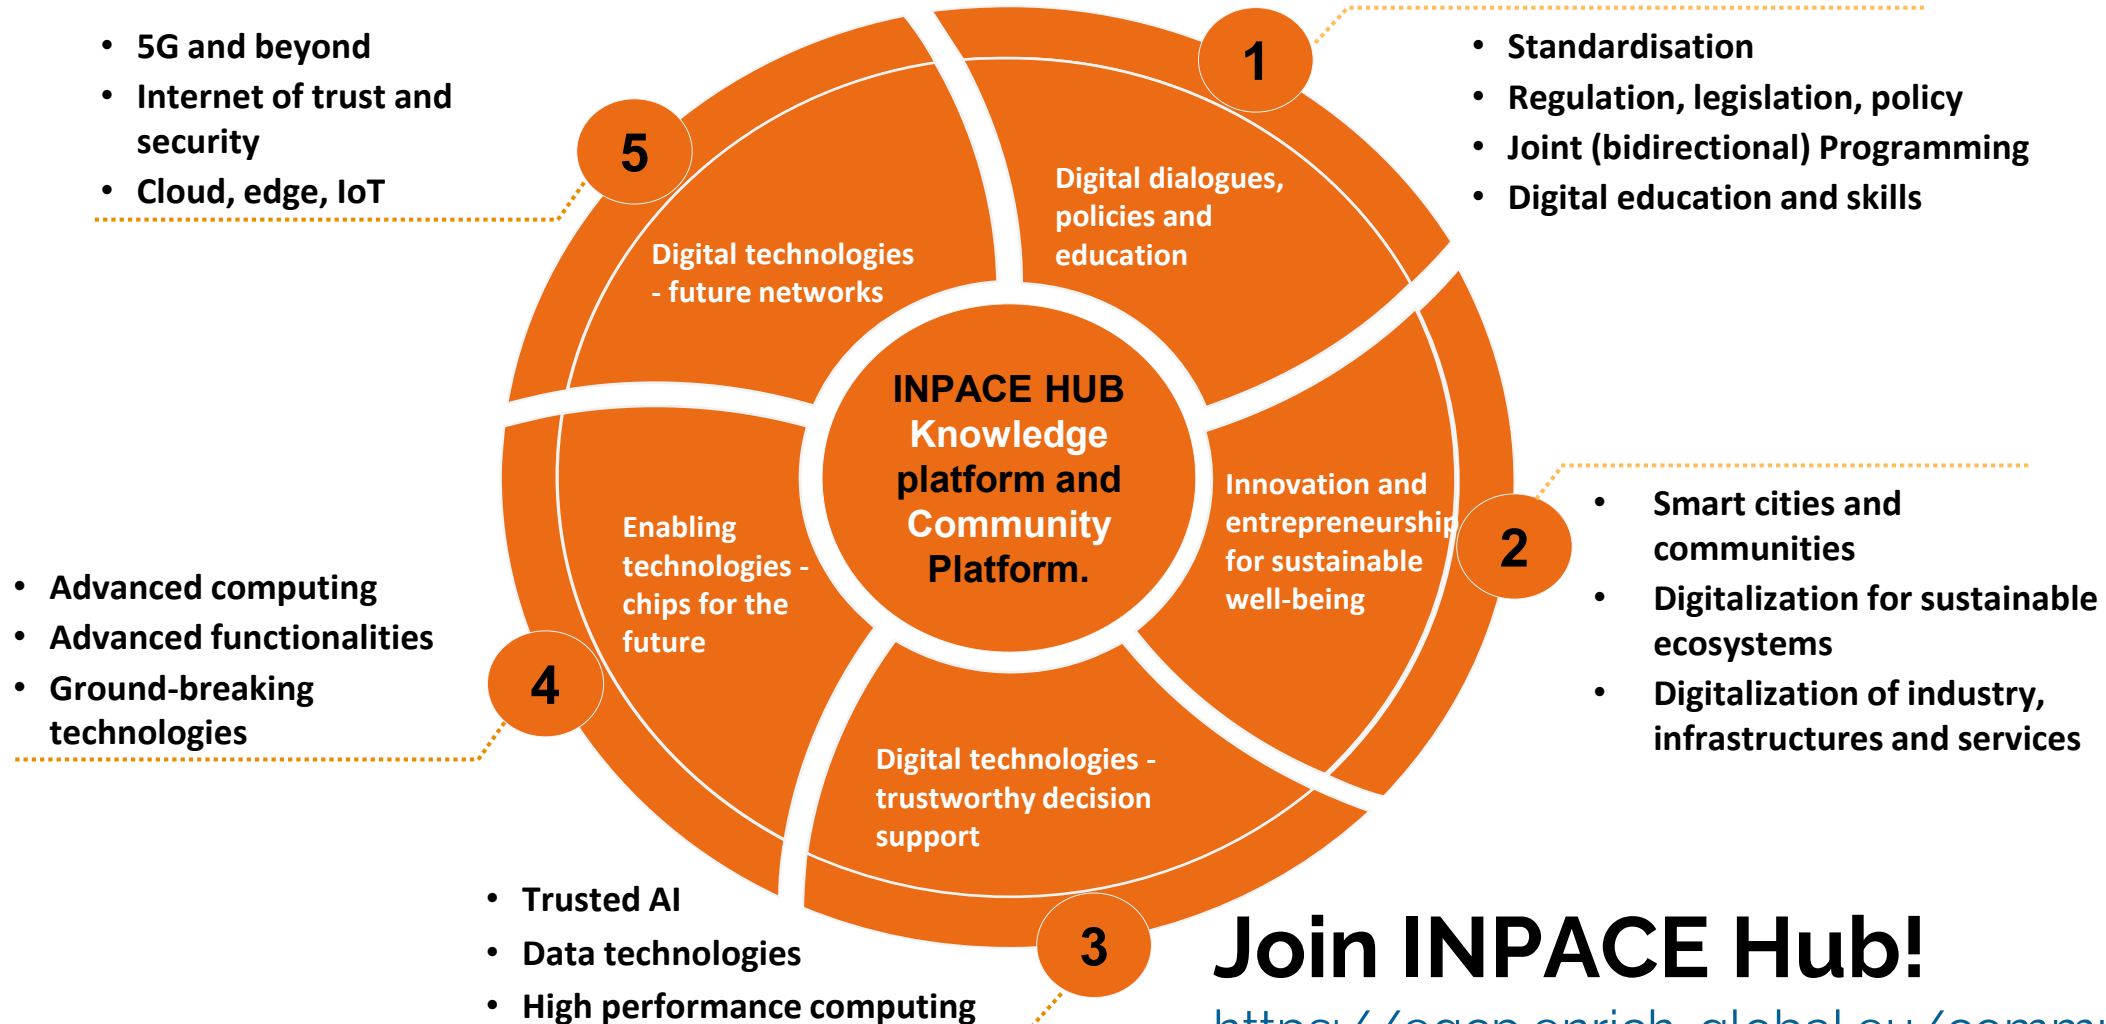 5G and beyond
Internet of trust and
security
Cloud, edge, IoT
5
Digital technologies
- future networks
1
Standardisation
Regulation, legislation, policy
Joint (bidirectional) Programming
Digital education and skills
Digital dialogues,
policies and
education
INPACE HUB
Knowledge
platform and
Community
Platform.
Innovation and
entrepreneurship
for sustainable
well-being
2
Smart cities and
communities
Digitalization for sustainable
ecosystems
Digitalization of industry,
infrastructures and services
Enabling
technologies -
chips for the
future
4
Advanced computing
Advanced functionalities
Ground-breaking
technologies
Digital technologies -
trustworthy decision
support
3
Trusted AI
Data technologies
High performance computing
Join INPACE Hub!